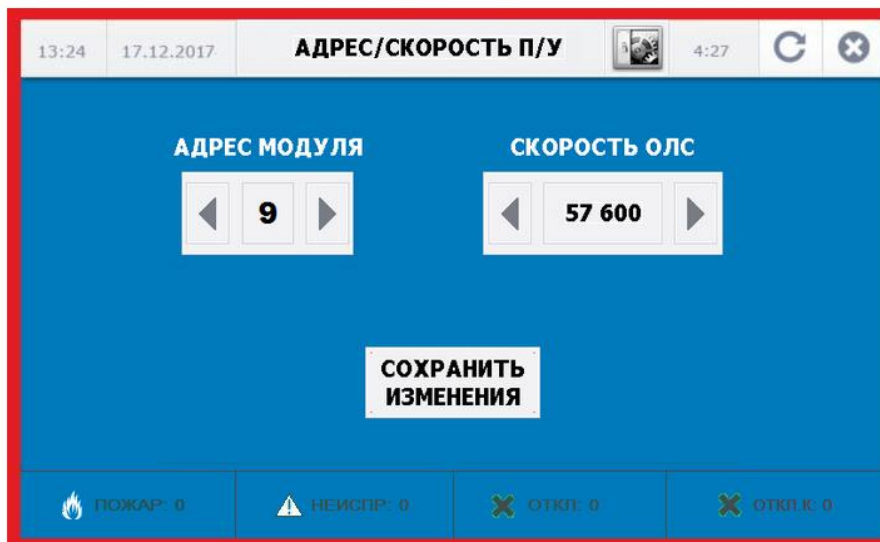 13:24 17.12.2017 АДРЕС/СКОРОСТЬ П/У 4:27
АДРЕС МОДУЛЯ СКОРОСТЬ ОЛС
9 57 600
СОХРАНИТЬ
ИЗМЕНЕНИЯ
ПОЖАР: 0 НЕИСПР: 0 ОТКЛ: 0 ОТКЛ.К: 0